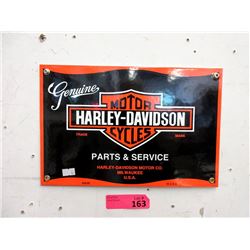 Genuine
MOTOR
HARLEY-DAVIDSON
TRADE MARK
CYCLES
PARTS & SERVICE
HARLEY-DAVIDSON MOTOR CO.
MILWAUKEE
U.S.A.
163